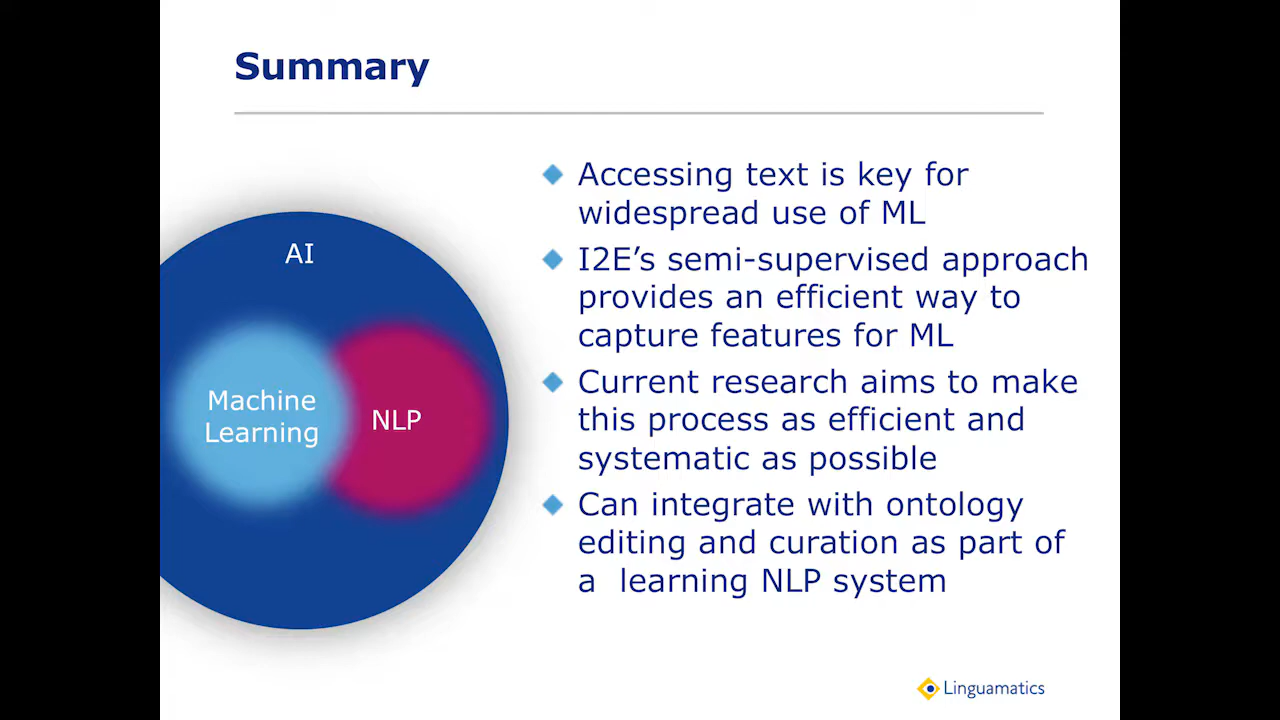 Summary
AI
Machine
Learning
NLP
Accessing text is key for
widespread use of ML
I2E’s semi-supervised approach
provides an efficient way to
capture features for ML
Current research aims to make
this process as efficient and
systematic as possible
Can integrate with ontology
editing and curation as part of
a  learning NLP system
Linguamatics